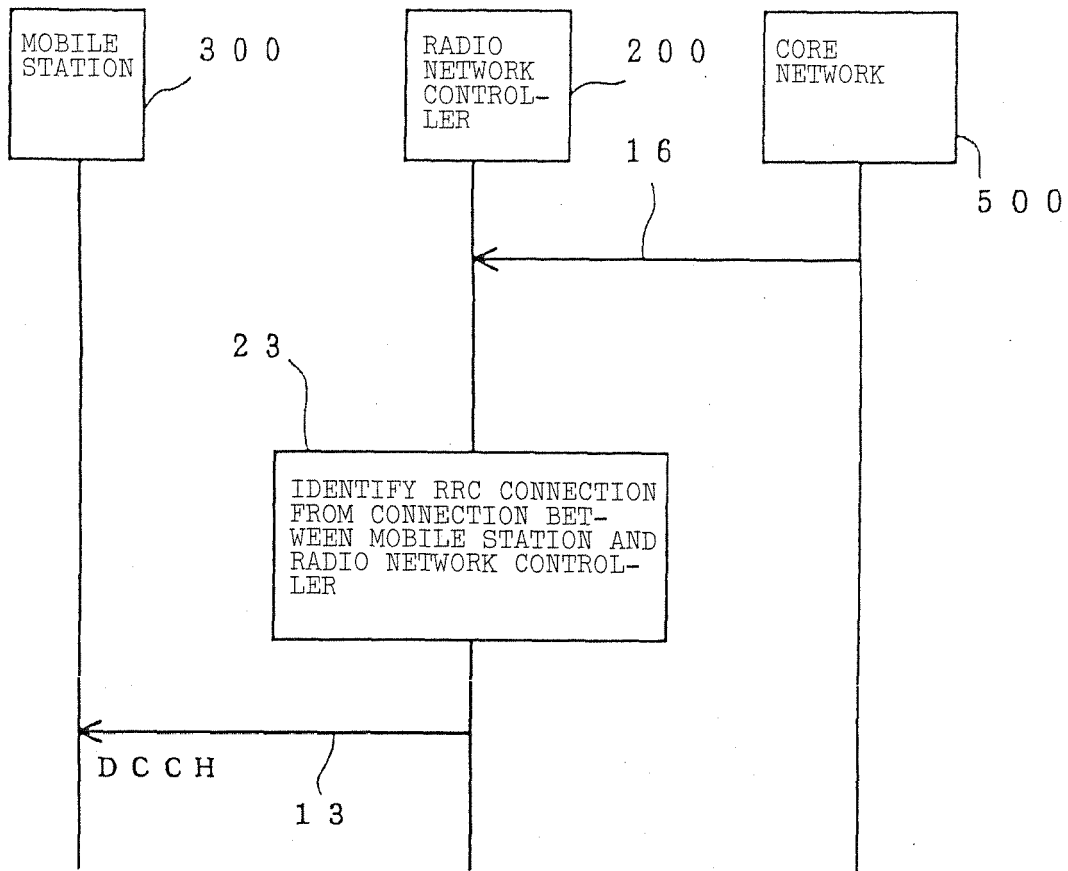 MOBILE
STATION
300
RADIO
NETWORK
CONTROL-
LER
200
CORE
NETWORK
500
16
23
IDENTIFY RRC CONNECTION
FROM CONNECTION BET-
WEEN MOBILE STATION AND
RADIO NETWORK CONTROL-
LER
DCCH
13